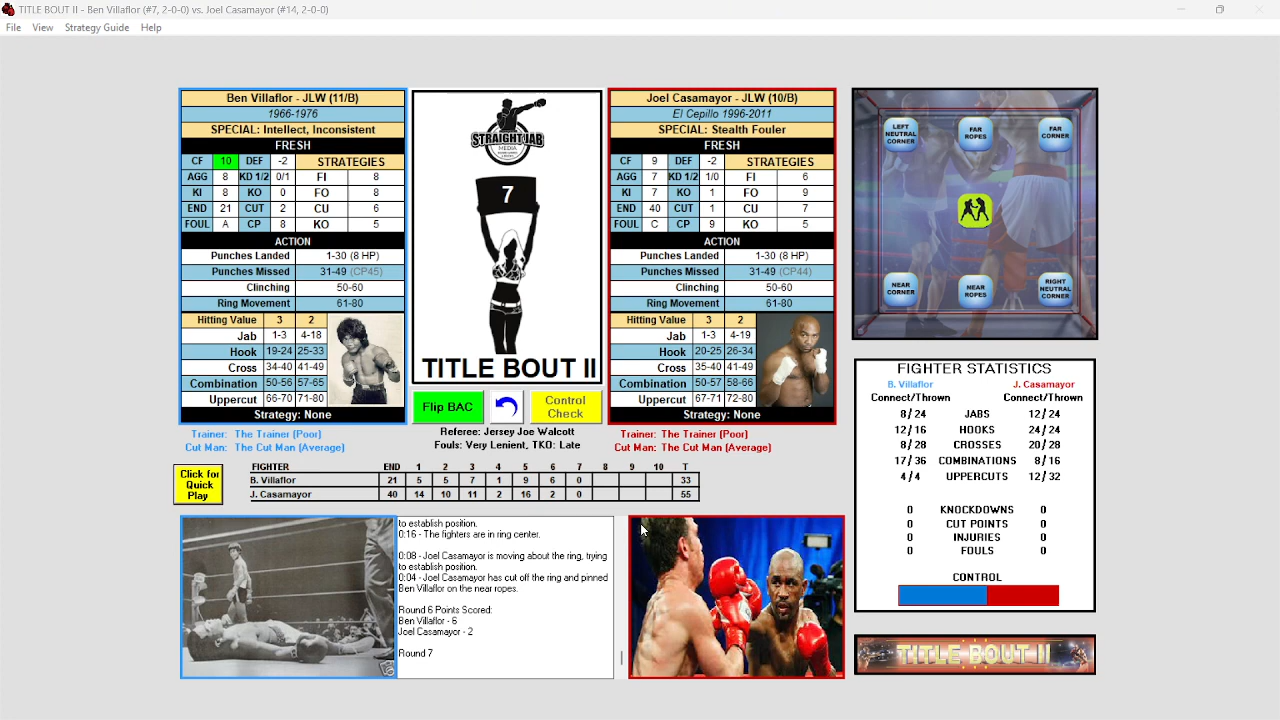 TITLE BOUT II - Ben Villaflor (#7, 2-0-0) vs. Joel Casamayor (#14, 2-0-0)
File View Strategy Guide Help
Ben Villaflor - JLW (11/B)
1966-1976
SPECIAL: Intellect, Inconsistent
FRESH
CF 10 DEF -2 STRATEGIES
AGG 8 KD 1/2 0/1 FI 8
KI 8 KO 0 FO 8
END 21 CUT 2 CU 6
FOUL A CP 8 KO 5
ACTION
Punches Landed 1-30 (8 HP)
Punches Missed 31-49 (CP45)
Clinching 50-60
Ring Movement 61-80
Hitting Value 3 2
Jab 1-3 4-18
Hook 19-24 25-33
Cross 34-40 41-49
Combination 50-56 57-65
Uppercut 66-70 71-80
Strategy: None
Trainer: The Trainer (Poor)
Cut Man: The Cut Man (Average)
STRAIGHT JAB
MEDIA
7
TITLE BOUT II
Flip BAC
Control Check
Referee: Jersey Joe Walcott
Fouls: Very Lenient, TKO: Late
Joel Casamayor - JLW (10/B)
El Cepillo 1996-2011
SPECIAL: Stealth Fouler
FRESH
CF 9 DEF -2 STRATEGIES
AGG 7 KD 1/2 1/0 FI 6
KI 7 KO 1 FO 9
END 40 CUT 1 CU 7
FOUL C CP 9 KO 5
ACTION
Punches Landed 1-30 (8 HP)
Punches Missed 31-49 (CP44)
Clinching 50-60
Ring Movement 61-80
Hitting Value 3 2
Jab 1-3 4-19
Hook 20-25 26-34
Cross 35-40 41-49
Combination 50-57 58-66
Uppercut 67-71 72-80
Strategy: None
Trainer: The Trainer (Poor)
Cut Man: The Cut Man (Average)
LEFT NEUTRAL CORNER
FAR ROPES
FAR CORNER
NEAR CORNER
NEAR ROPES
RIGHT NEUTRAL CORNER
Click for Quick Play
FIGHTER END 1 2 3 4 5 6 7 8 9 10 T
B. Villaflor 21 5 5 7 1 9 6 0 33
J. Casamayor 40 14 10 11 2 16 2 0 55
to establish position.
0:16 - The fighters are in ring center.
0:08 - Joel Casamayor is moving about the ring, trying
to establish position.
0:04 - Joel Casamayor has cut off the ring and pinned
Ben Villaflor on the near ropes.
Round 6 Points Scored:
Ben Villaflor - 6
Joel Casamayor - 2
Round 7
FIGHTER STATISTICS
B. Villaflor J. Casamayor
Connect/Thrown Connect/Thrown
8/24 JABS 12/24
12/16 HOOKS 24/24
8/28 CROSSES 20/28
17/36 COMBINATIONS 8/16
4/4 UPPERCUTS 12/32
0 KNOCKDOWNS 0
0 CUT POINTS 0
0 INJURIES 0
0 FOULS 0
CONTROL
TITLE BOUT II